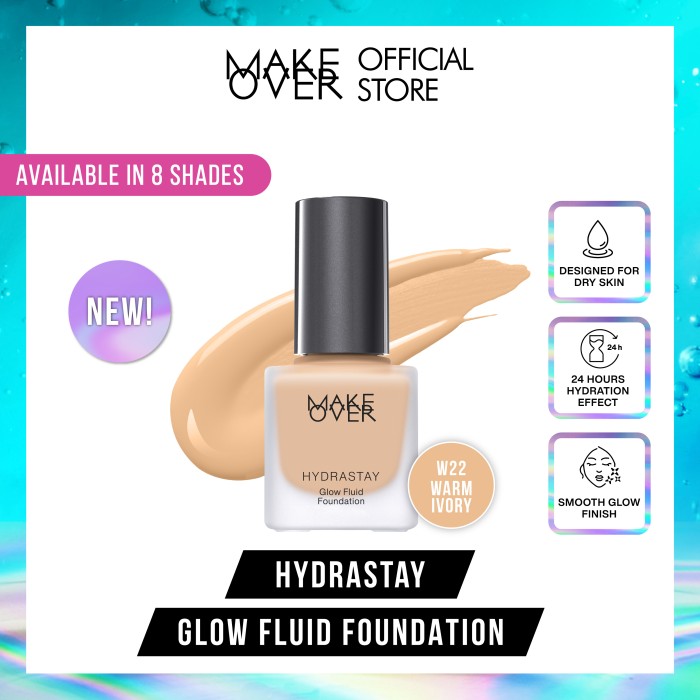 MAKE OVER OFFICIAL STORE
AVAILABLE IN 8 SHADES
NEW!
DESIGNED FOR
DRY SKIN
24 h
24 HOURS
HYDRATION
EFFECT
SMOOTH GLOW
FINISH
MAKE
OVER
HYDRASTAY
Glow Fluid
Foundation
W22
WARM
IVORY
HYDRASTAY
GLOW FLUID FOUNDATION